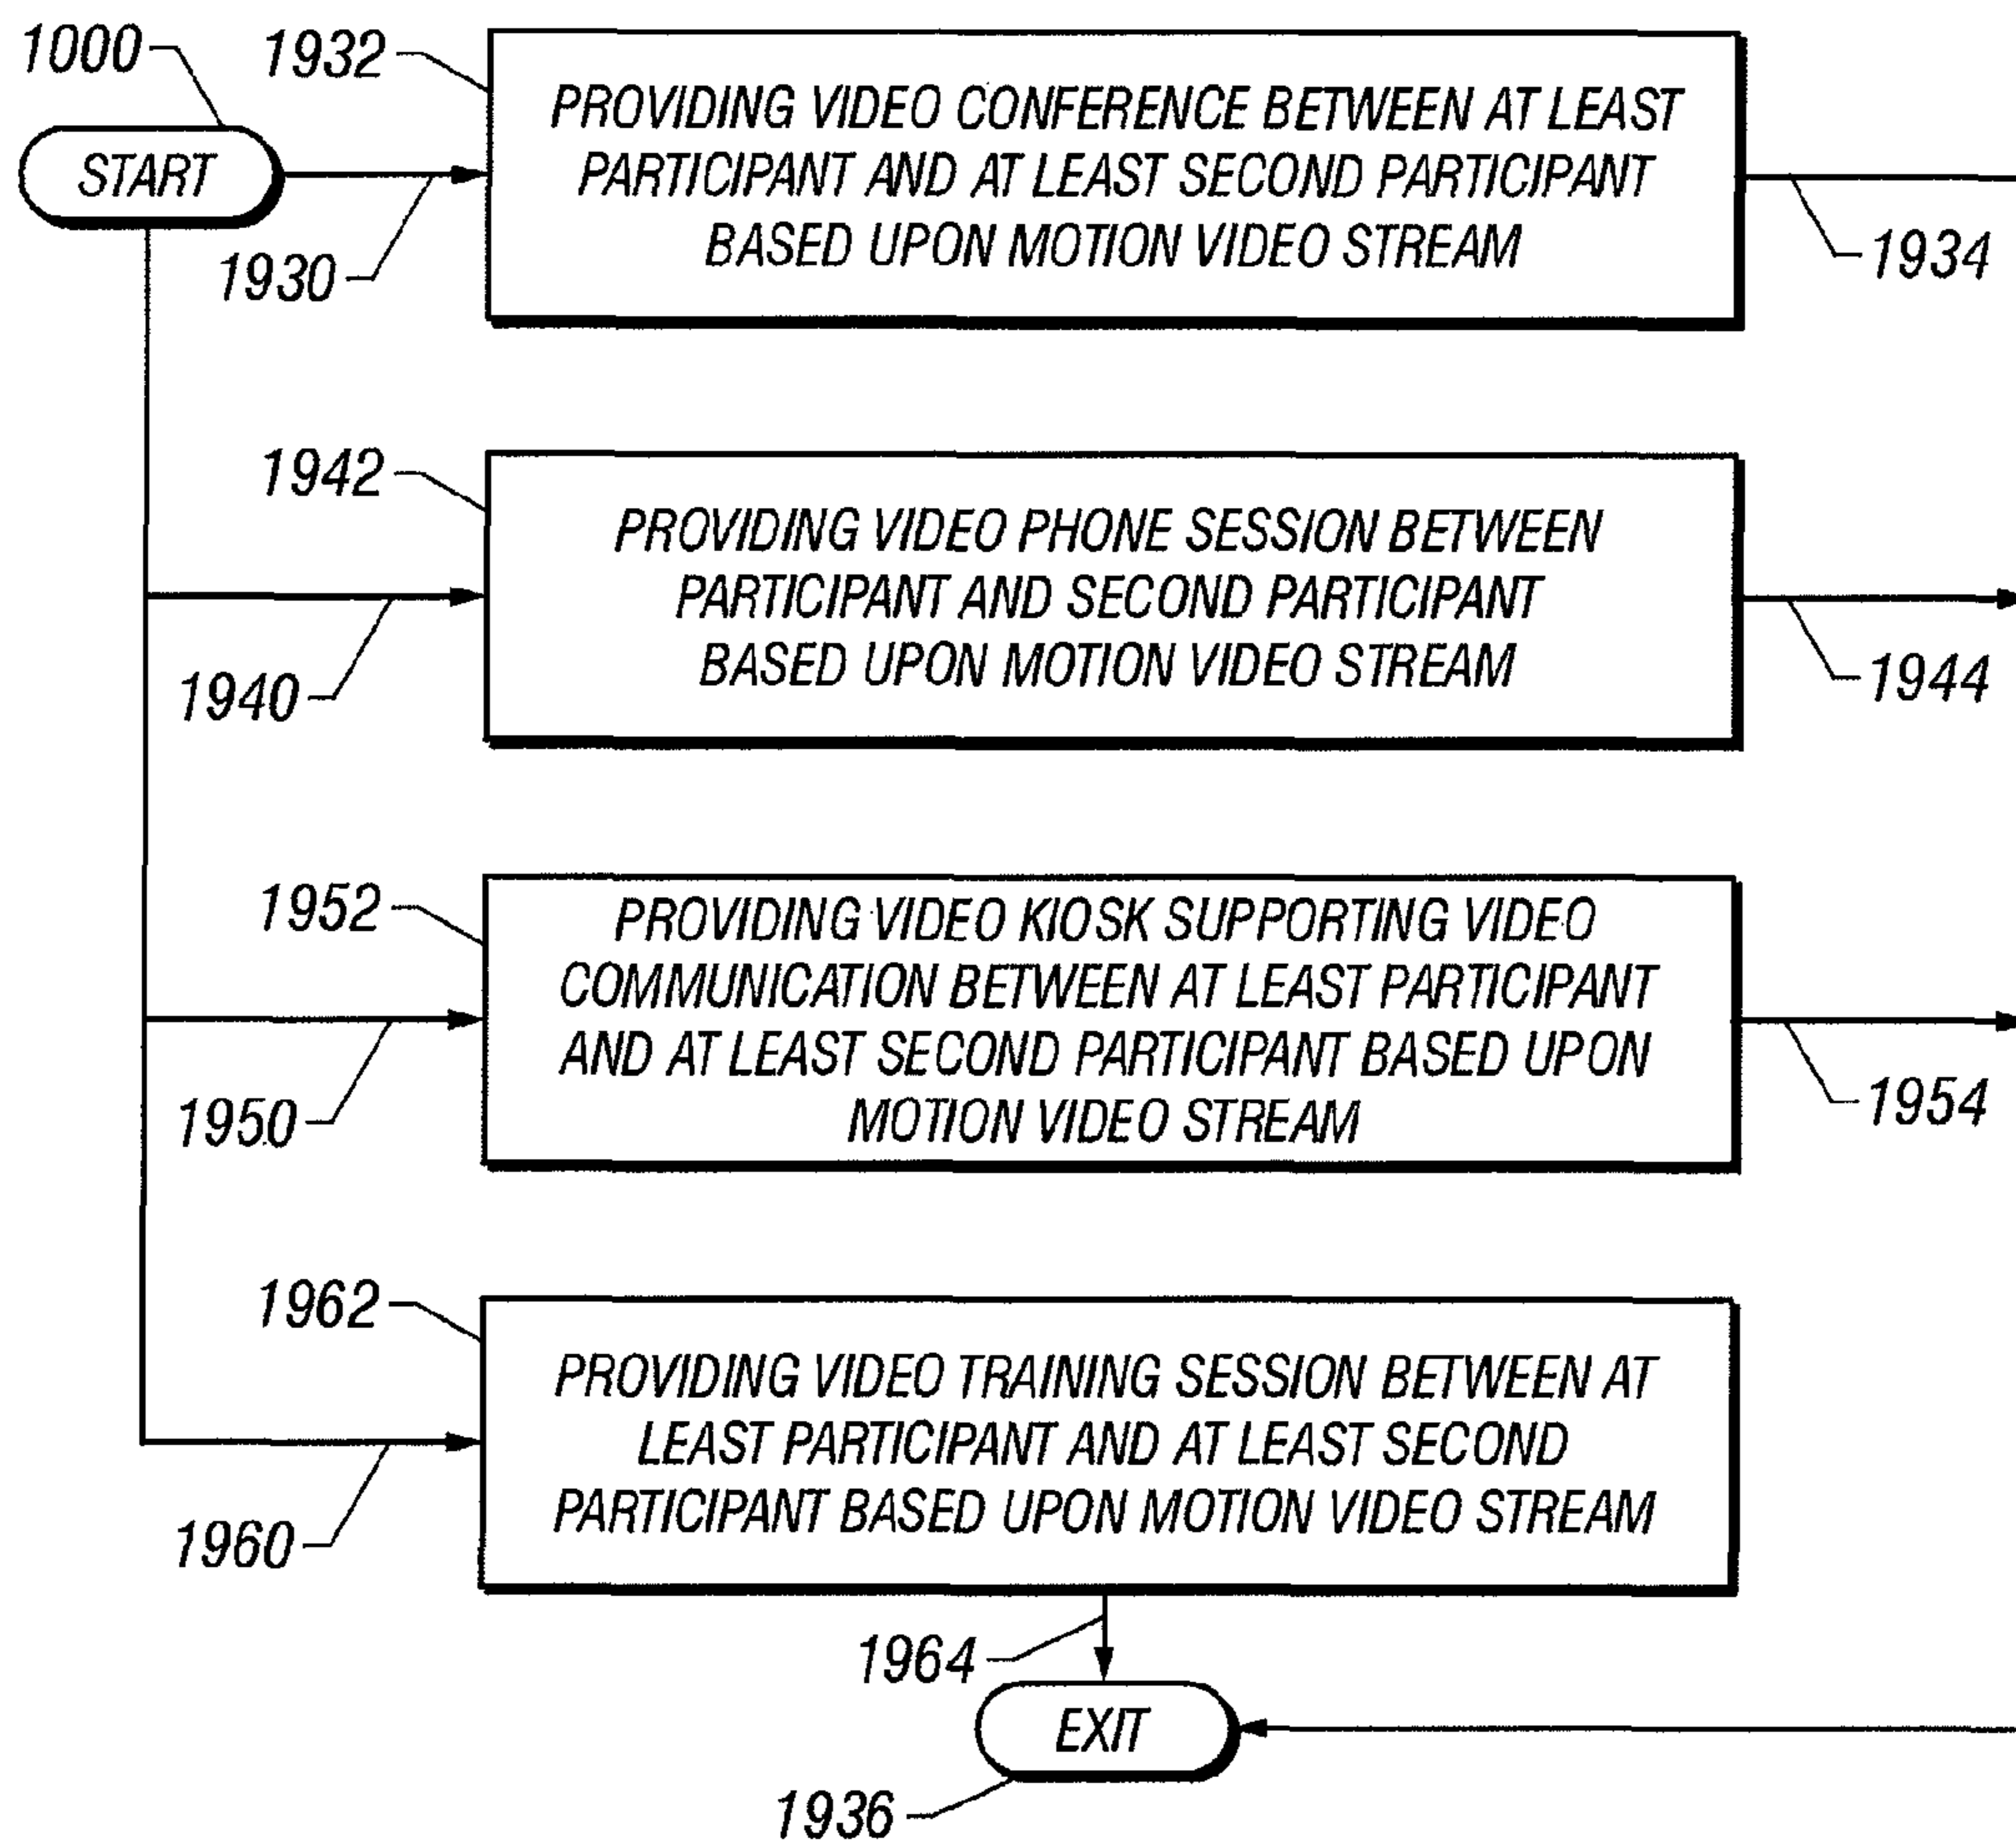 1000
1932
START
PROVIDING VIDEO CONFERENCE BETWEEN AT LEAST
PARTICIPANT AND AT LEAST SECOND PARTICIPANT
BASED UPON MOTION VIDEO STREAM
1930
1934
1942
PROVIDING VIDEO PHONE SESSION BETWEEN
PARTICIPANT AND SECOND PARTICIPANT
BASED UPON MOTION VIDEO STREAM
1940
1944
1952
PROVIDING VIDEO KIOSK SUPPORTING VIDEO
COMMUNICATION BETWEEN AT LEAST PARTICIPANT
AND AT LEAST SECOND PARTICIPANT BASED UPON
MOTION VIDEO STREAM
1950
1954
1962
PROVIDING VIDEO TRAINING SESSION BETWEEN AT
LEAST PARTICIPANT AND AT LEAST SECOND
PARTICIPANT BASED UPON MOTION VIDEO STREAM
1960
1964
EXIT
1936